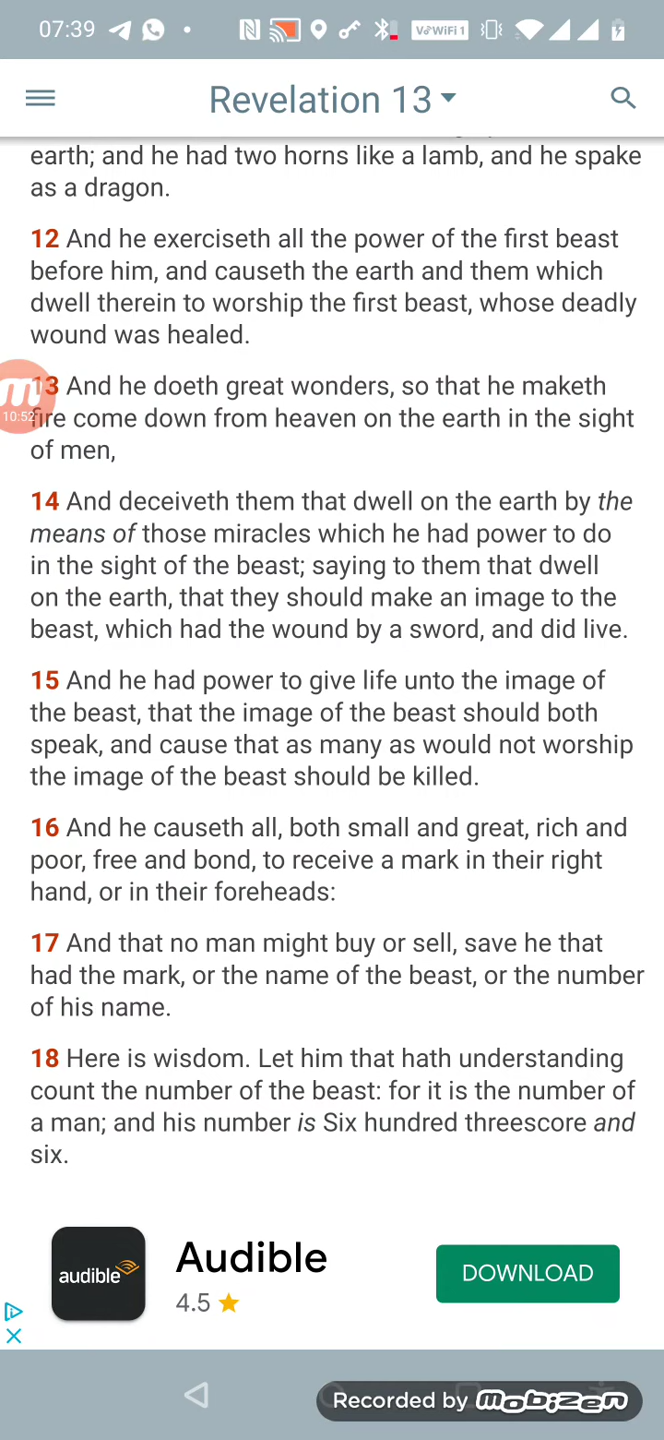 07:39
VoWiFi 1
Revelation 13
earth; and he had two horns like a lamb, and he spake
as a dragon.
12 And he exerciseth all the power of the first beast
before him, and causeth the earth and them which
dwell therein to worship the first beast, whose deadly
wound was healed.
13 And he doeth great wonders, so that he maketh
10:52
fire come down from heaven on the earth in the sight
of men,
14 And deceiveth them that dwell on the earth by the
means of those miracles which he had power to do
in the sight of the beast; saying to them that dwell
on the earth, that they should make an image to the
beast, which had the wound by a sword, and did live.
15 And he had power to give life unto the image of
the beast, that the image of the beast should both
speak, and cause that as many as would not worship
the image of the beast should be killed.
16 And he causeth all, both small and great, rich and
poor, free and bond, to receive a mark in their right
hand, or in their foreheads:
17 And that no man might buy or sell, save he that
had the mark, or the name of the beast, or the number
of his name.
18 Here is wisdom. Let him that hath understanding
count the number of the beast: for it is the number of
a man; and his number is Six hundred threescore and
six.
audible
Audible
4.5
DOWNLOAD
Recorded by mobizen